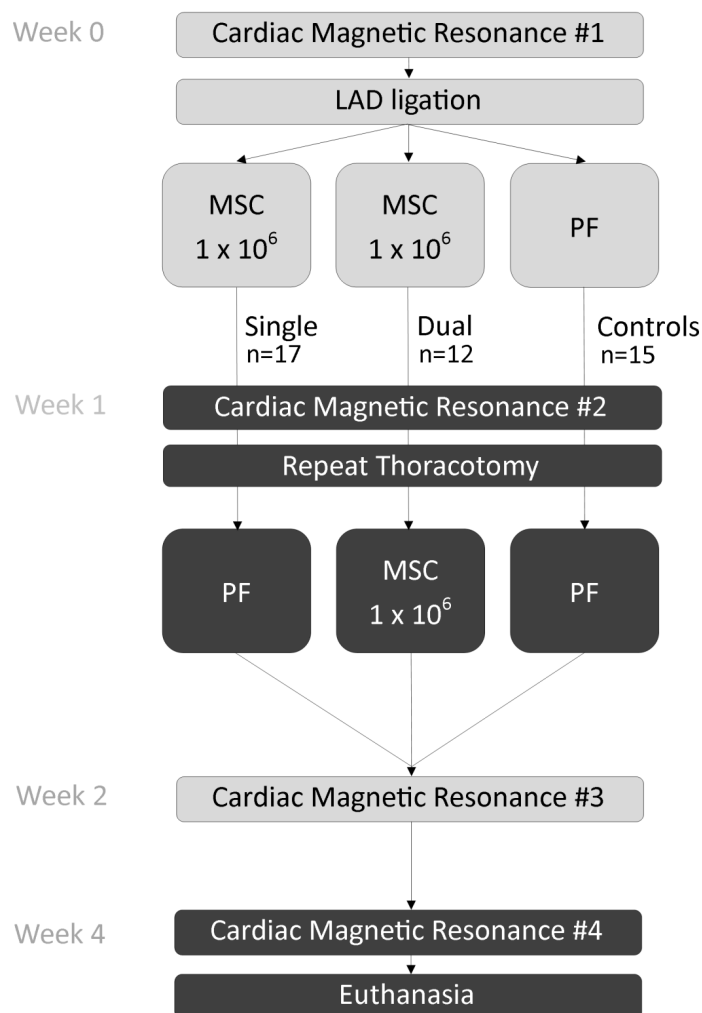 Week 0
Cardiac Magnetic Resonance #1
LAD ligation
MSC
1 x 10⁶
MSC
1 x 10⁶
PF
Single
n=17
Dual
n=12
Controls
n=15
Week 1
Cardiac Magnetic Resonance #2
Repeat Thoracotomy
PF
MSC
1 x 10⁶
PF
Week 2
Cardiac Magnetic Resonance #3
Week 4
Cardiac Magnetic Resonance #4
Euthanasia